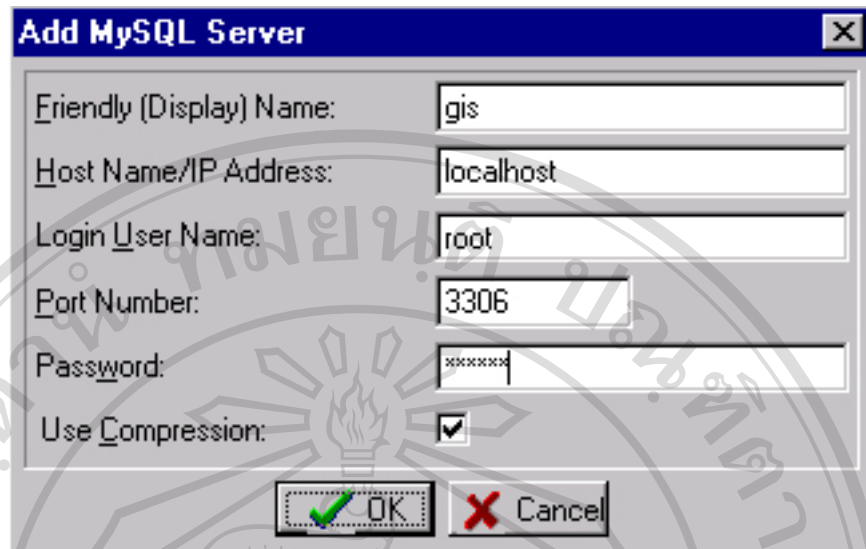 Add MySQL Server
Friendly (Display) Name: gis
Host Name/IP Address: localhost
Login User Name: root
Port Number: 3306
Password: ******
Use Compression:
OK Cancel